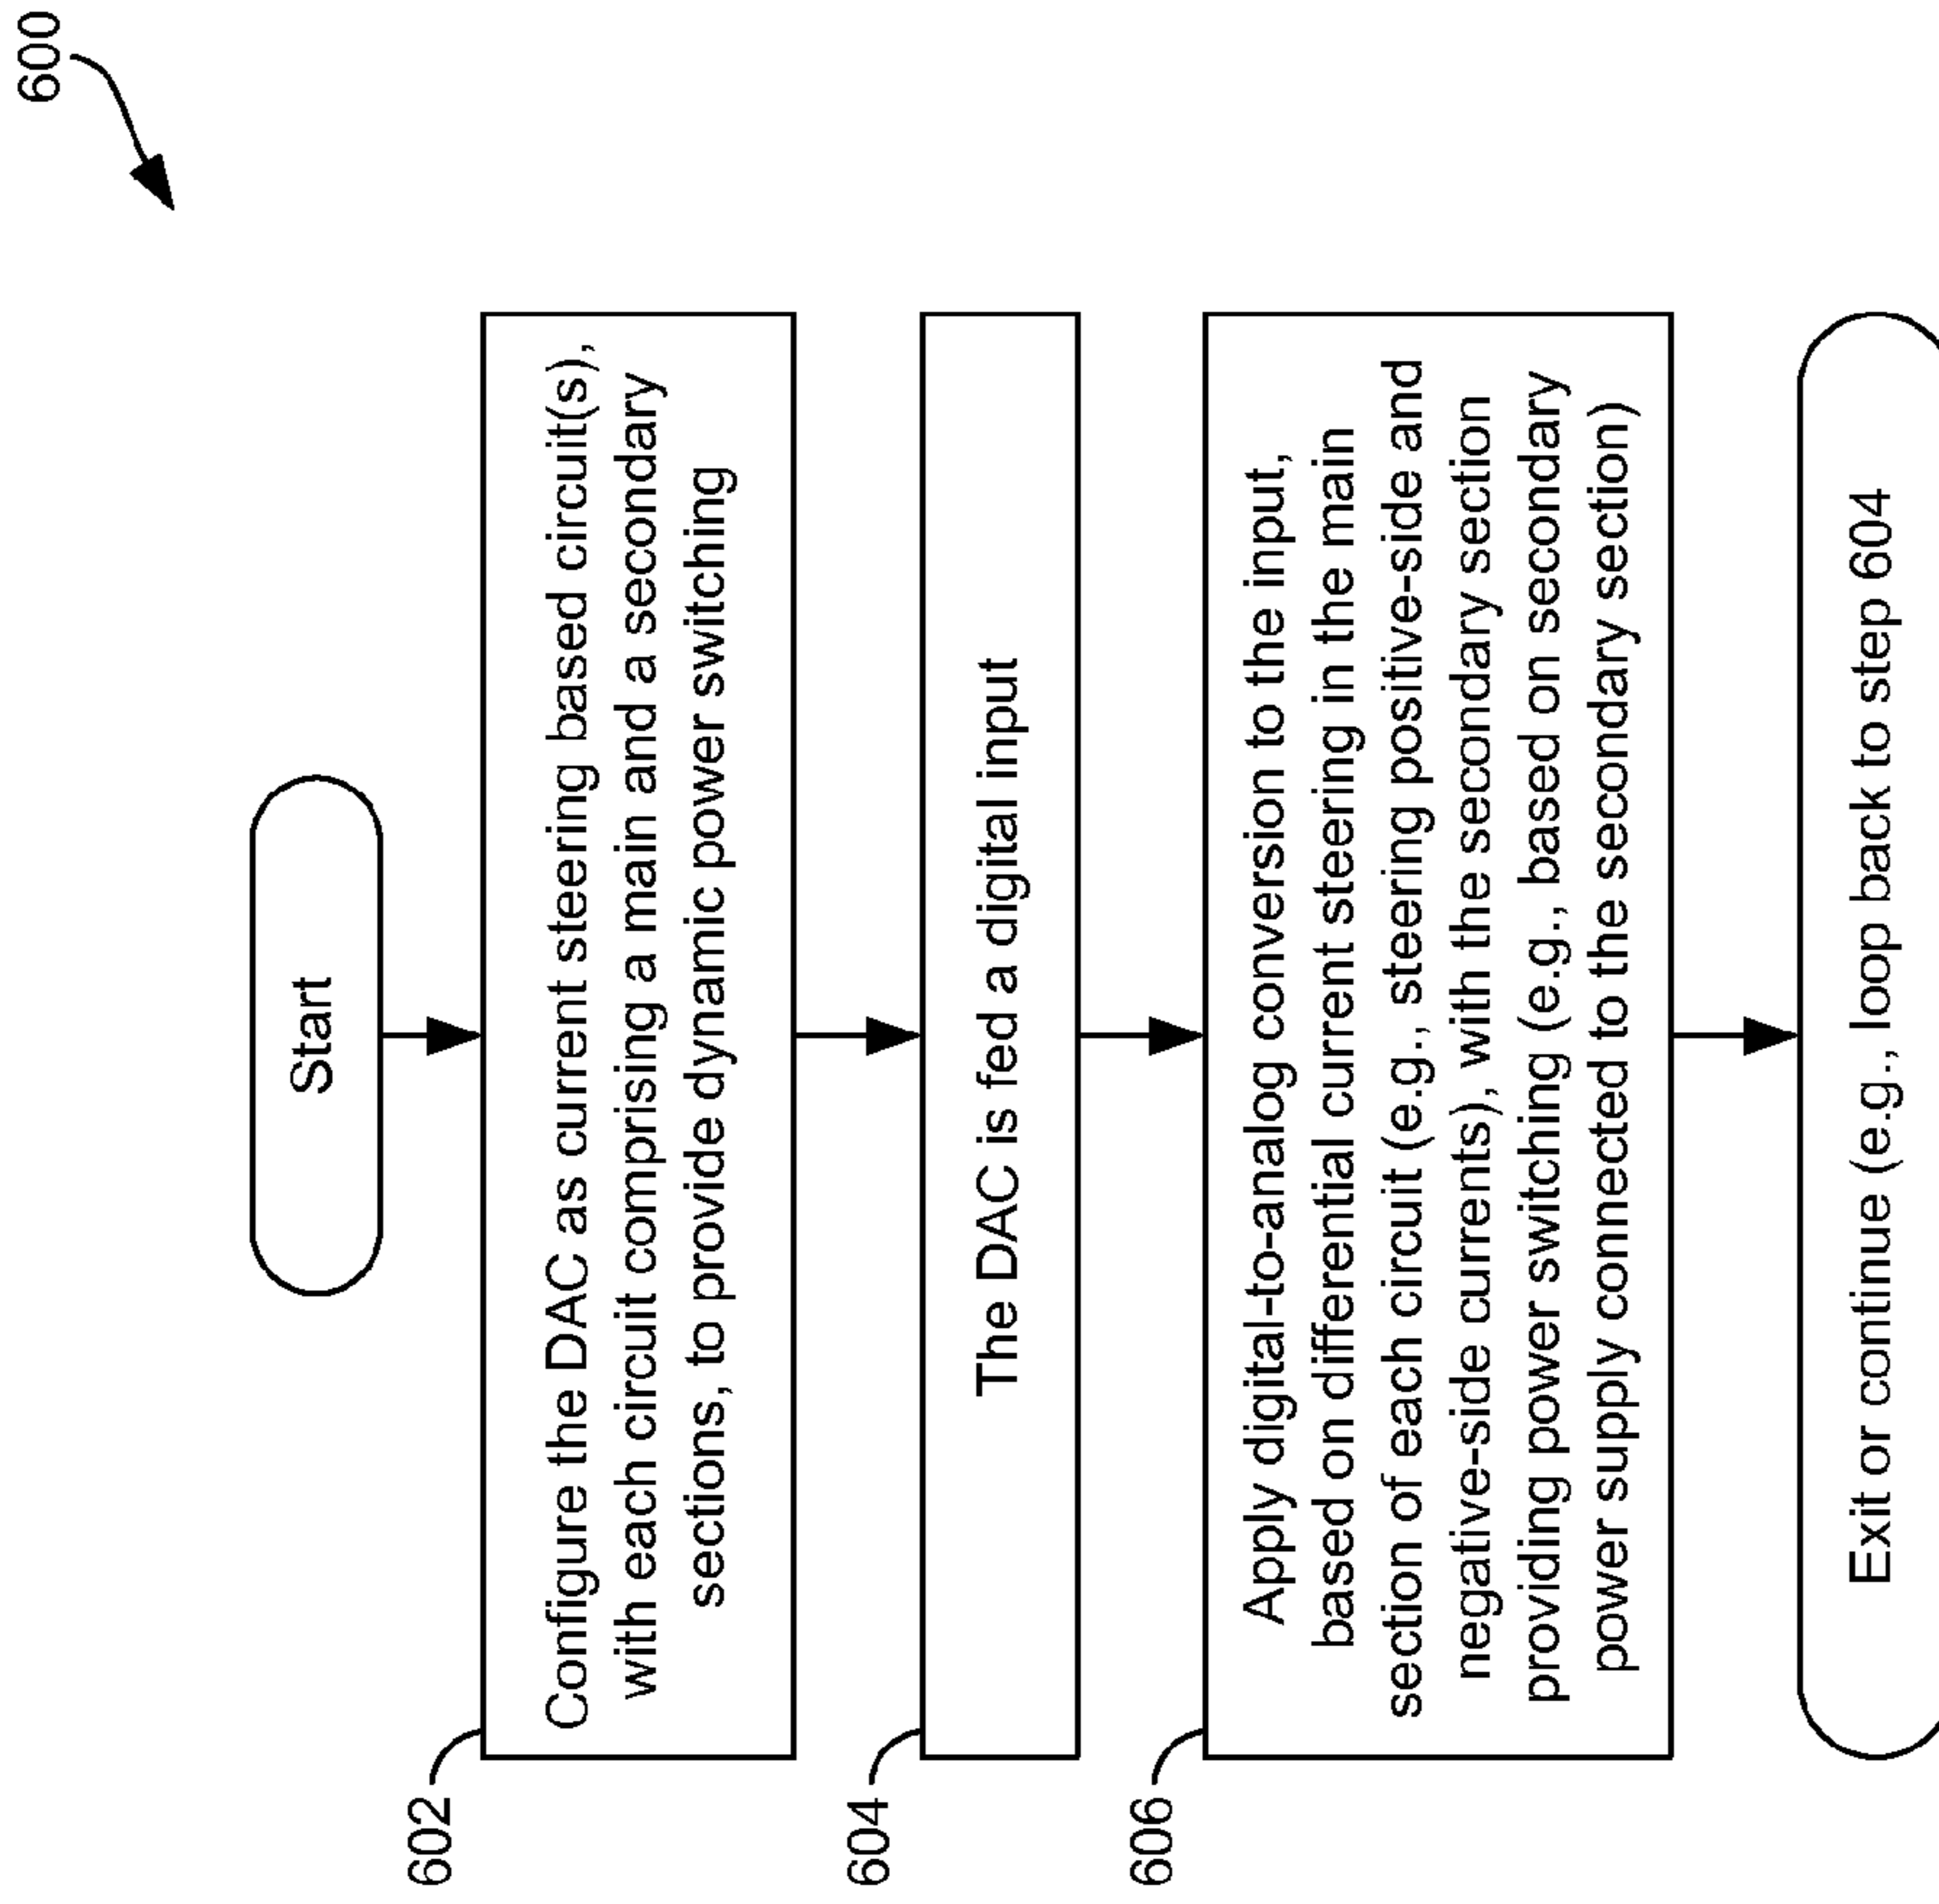 600
Start
602
Configure the DAC as current steering based circuit(s),
with each circuit comprising a main and a secondary
sections, to provide dynamic power switching
604
The DAC is fed a digital input
606
Apply digital-to-analog conversion to the input,
based on differential current steering in the main
section of each circuit (e.g., steering positive-side and
negative-side currents), with the secondary section
providing power switching (e.g., based on secondary
power supply connected to the secondary section)
Exit or continue (e.g., loop back to step 604